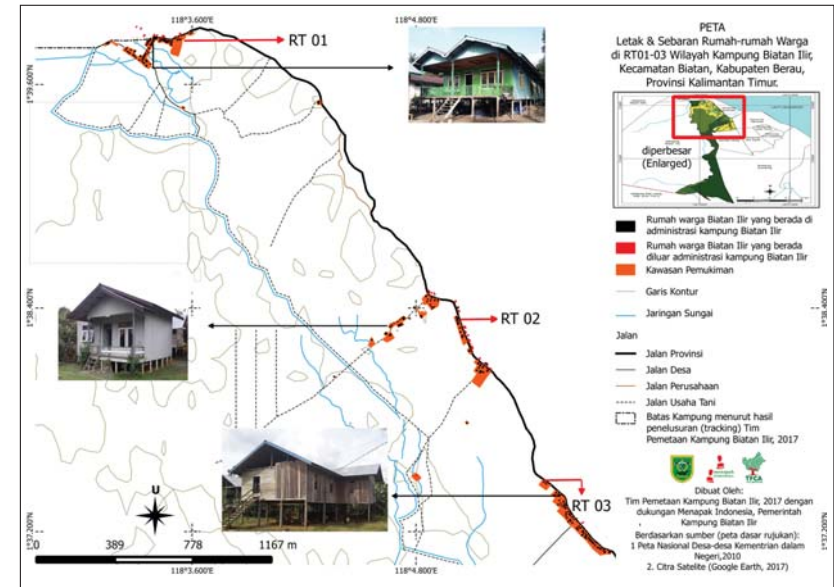 118°3.600'E
118°4.800'E
RT 01
1°39.600'N
1°38.400'N
RT 02
RT 03
1°37.200'N
U
0
389
778
1167 m
118°3.600'E
118°4.800'E
1°38.400'N
1°37.200'N
PETA
Letak & Sebaran Rumah-rumah Warga
di RT01-03 Wilayah Kampung Biatan Ilir,
Kecamatan Biatan, Kabupaten Berau,
Provinsi Kalimantan Timur.
diperbesar
(Enlarged)
Rumah warga Biatan Ilir yang berada di
administrasi kampung Biatan Ilir
Rumah warga Biatan Ilir yang berada
diluar administrasi kampung Biatan Ilir
Kawasan Pemukiman
Garis Kontur
Jaringan Sungai
Jalan
Jalan Provinsi
Jalan Desa
Jalan Perusahaan
Jalan Usaha Tani
Batas Kampung menurut hasil
penelusuran (tracking) Tim
Pemetaan Kampung Biatan Ilir, 2017
TFCA
Dibuat Oleh:
Tim Pemetaan Kampung Biatan Ilir, 2017 dengan
dukungan Menapak Indonesia, Pemerintah
Kampung Biatan Ilir
Berdasarkan sumber (peta dasar rujukan):
1 Peta Nasional Desa-desa Kementrian dalam
Negeri,2010
2. Citra Satelite (Google Earth, 2017)